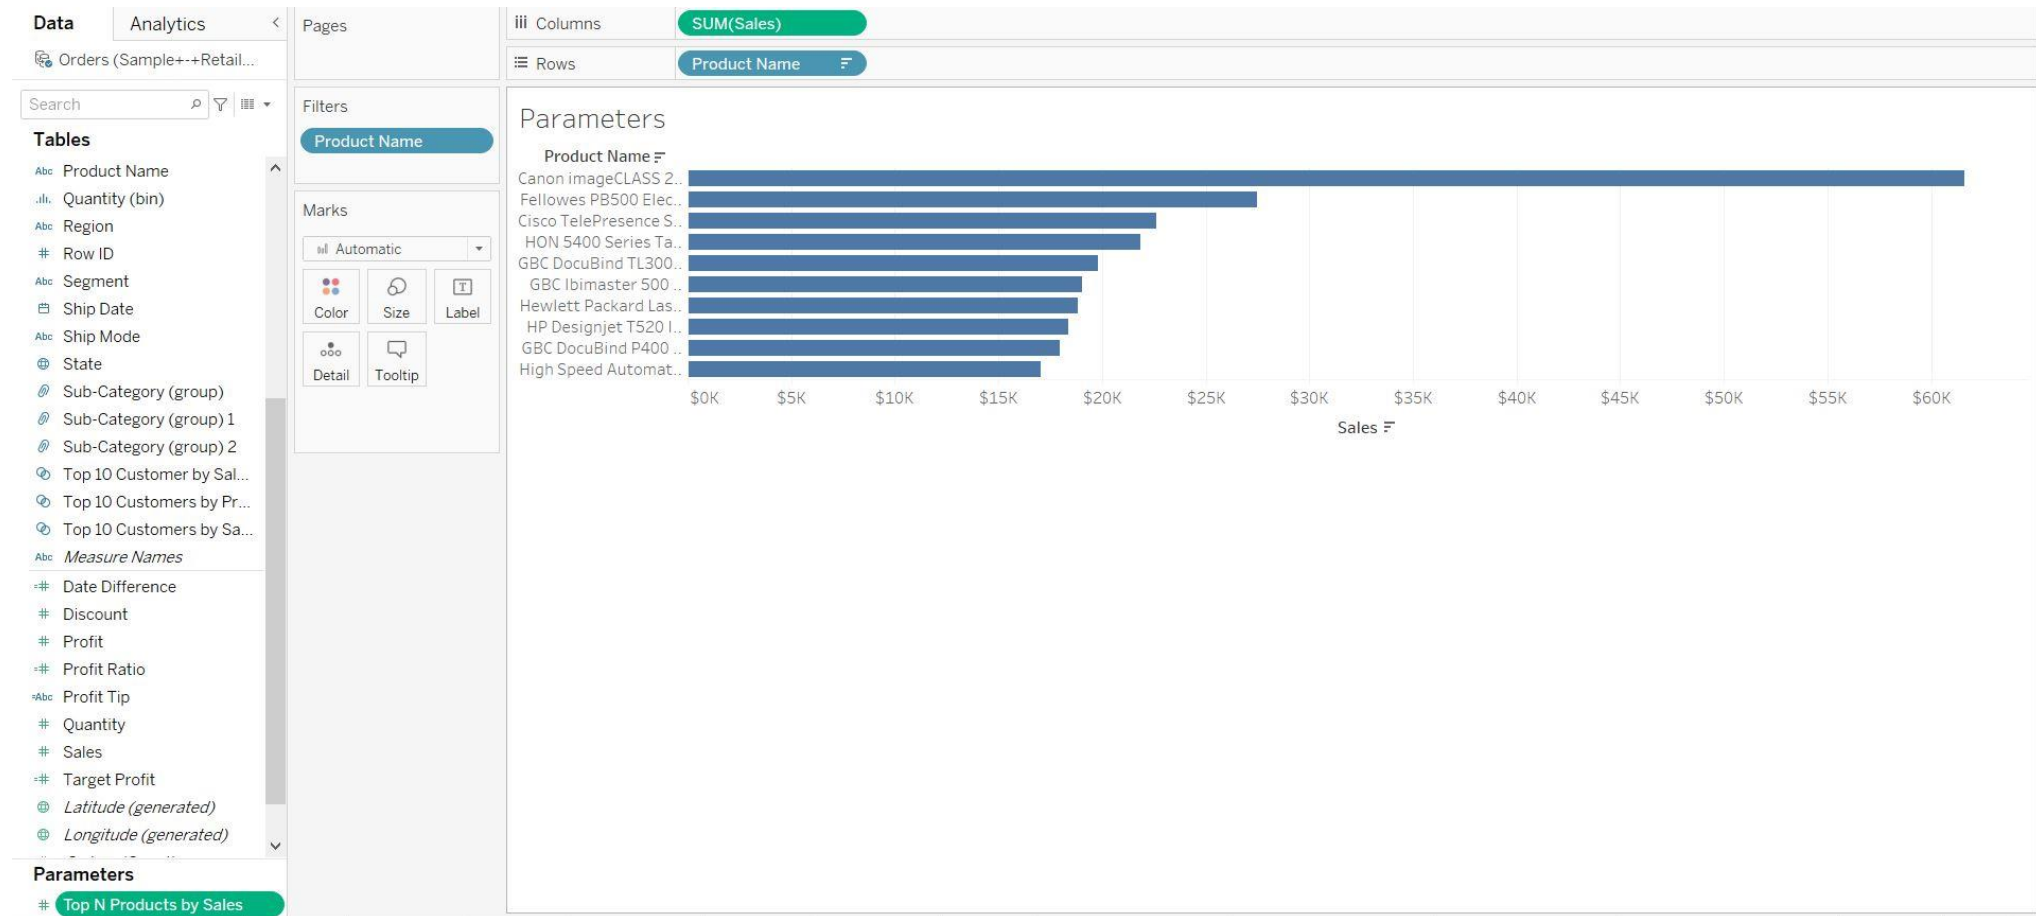 Data
Analytics
Orders (Sample+-+Retail...
Search
Tables
Abc Product Name
Quantity (bin)
Abc Region
# Row ID
Abc Segment
Ship Date
Abc Ship Mode
State
Sub-Category (group)
Sub-Category (group) 1
Sub-Category (group) 2
Top 10 Customer by Sal...
Top 10 Customers by Pr...
Top 10 Customers by Sa...
Abc Measure Names
=# Date Difference
# Discount
# Profit
=# Profit Ratio
=Abc Profit Tip
# Quantity
# Sales
=# Target Profit
Latitude (generated)
Longitude (generated)
Parameters
# Top N Products by Sales
Pages
Filters
Product Name
Marks
Automatic
Color
Size
Label
Detail
Tooltip
Columns
SUM(Sales)
Rows
Product Name
Parameters
Product Name
Canon imageCLASS 2..
Fellowes PB500 Elec..
Cisco TelePresence S..
HON 5400 Series Ta..
GBC DocuBind TL300..
GBC Ibimaster 500 ..
Hewlett Packard Las..
HP Designjet T520 I..
GBC DocuBind P400 ..
High Speed Automat..
$0K $5K $10K $15K $20K $25K $30K $35K $40K $45K $50K $55K $60K
Sales